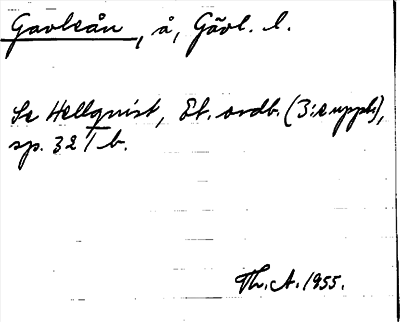 Gavleån, å, Gävl. l.
Se Hellquist, Et. ordb. (3:e uppl.),
sp. 321 b.
Th. A. 1955.